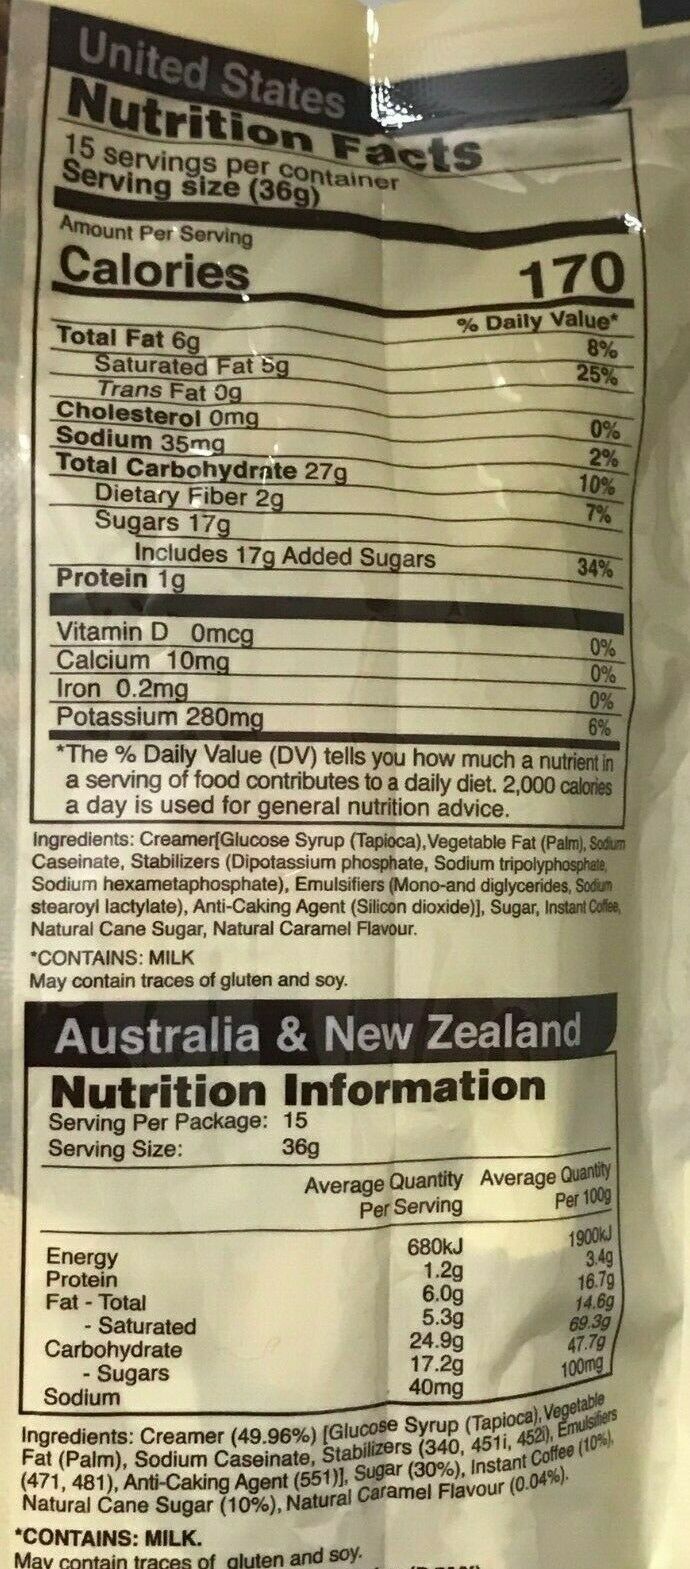 United States
Nutrition Facts
15 servings per container
Serving size (36g)
Amount Per Serving
Calories 170
% Daily Value*
Total Fat 6g 8%
Saturated Fat 5g 25%
Trans Fat 0g
Cholesterol 0mg 0%
Sodium 35mg 2%
Total Carbohydrate 27g 10%
Dietary Fiber 2g 7%
Sugars 17g
Includes 17g Added Sugars 34%
Protein 1g
Vitamin D 0mcg 0%
Calcium 10mg 0%
Iron 0.2mg 0%
Potassium 280mg 6%
*The % Daily Value (DV) tells you how much a nutrient in
a serving of food contributes to a daily diet. 2,000 calories
a day is used for general nutrition advice.
Ingredients: Creamer[Glucose Syrup (Tapioca),Vegetable Fat (Palm), Sodium
Caseinate, Stabilizers (Dipotassium phosphate, Sodium tripolyphosphate,
Sodium hexametaphosphate), Emulsifiers (Mono-and diglycerides, Sodium
stearoyl lactylate), Anti-Caking Agent (Silicon dioxide)], Sugar, Instant Coffee,
Natural Cane Sugar, Natural Caramel Flavour.
*CONTAINS: MILK
May contain traces of gluten and soy.
Australia & New Zealand
Nutrition Information
Serving Per Package: 15
Serving Size: 36g
Average Quantity Average Quantity
Per Serving Per 100g
Energy 680kJ 1900kJ
Protein 1.2g 3.4g
Fat - Total 6.0g 16.7g
- Saturated 5.3g 14.6g
Carbohydrate 24.9g 69.3g
- Sugars 17.2g 47.7g
Sodium 40mg 100mg
Ingredients: Creamer (49.96%) [Glucose Syrup (Tapioca), Vegetable
Fat (Palm), Sodium Caseinate, Stabilizers (340, 451i, 452i), Emulsifiers
(471, 481), Anti-Caking Agent (551)], Sugar (30%), Instant Coffee (10%),
Natural Cane Sugar (10%), Natural Caramel Flavour (0.04%).
*CONTAINS: MILK.
May contain traces of gluten and soy.